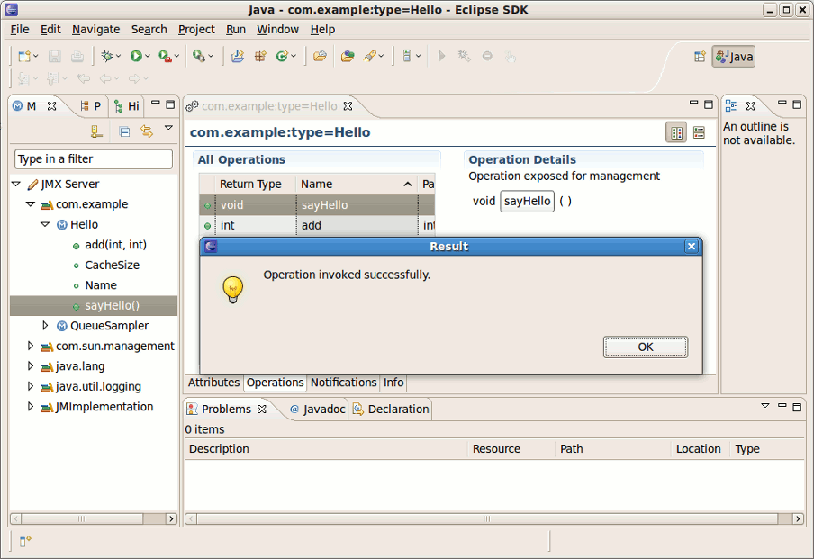 Java - com.example:type=Hello - Eclipse SDK
File Edit Navigate Search Project Run Window Help
Java
M P Hi
com.example:type=Hello
Type in a filter
JMX Server
com.example
Hello
add(int, int)
CacheSize
Name
sayHello()
QueueSampler
com.sun.management
java.lang
java.util.logging
JMImplementation
com.example:type=Hello
All Operations
Return Type Name Pa
void sayHello
int add int
Operation Details
Operation exposed for management
void sayHello ( )
An outline is
not available.
Result
Operation invoked successfully.
OK
Attributes Operations Notifications Info
Problems @ Javadoc Declaration
0 items
Description Resource Path Location Type